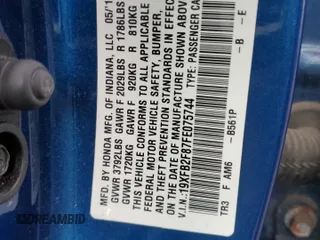 MFD. BY HONDA MFG. OF INDIANA, LLC 05/1
GVWR 3792LBS GAWR F 2029LBS R 1786LBS
GVWR 1720KG GAWR F 920KG R 810KG
THIS VEHICLE CONFORMS TO ALL APPLICABLE
FEDERAL MOTOR VEHICLE SAFETY, BUMPER,
AND THEFT PREVENTION STANDARDS IN EFFECT
ON THE DATE OF MANUFACTURE SHOWN ABOV
V.I.N.:19XFB2F87FE075744 TYPE: PASSENGER CA
TR3 F AM6 -B561P -B -E
DREAMBID